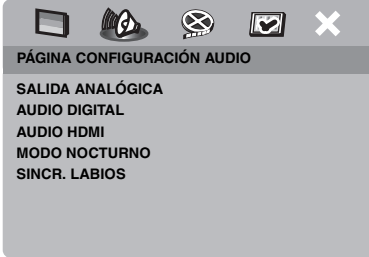 PÁGINA CONFIGURACIÓN AUDIO
SALIDA ANALÓGICA
AUDIO DIGITAL
AUDIO HDMI
MODO NOCTURNO
SINCR. LABIOS